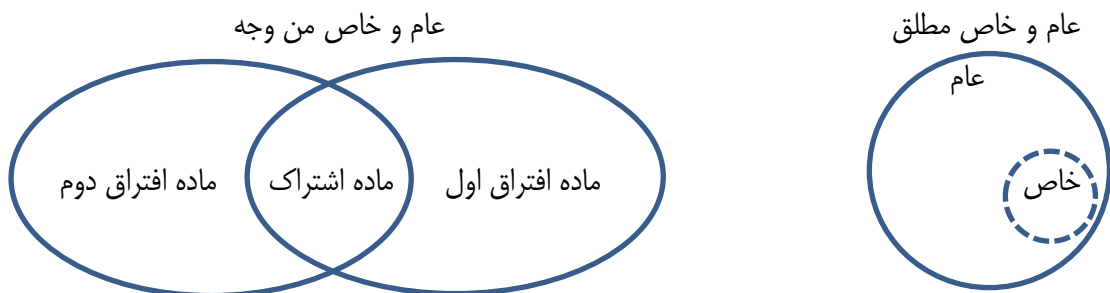 عام و خاص مطلق
عام
خاص
عام و خاص من وجه
ماده افتراق اول
ماده اشتراک
ماده افتراق دوم